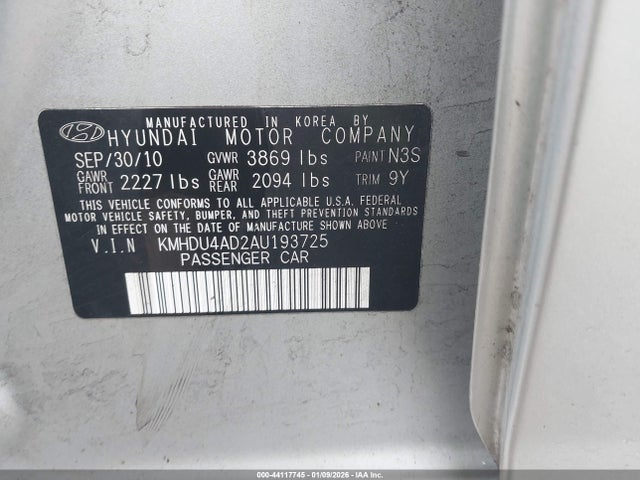 MANUFACTURED IN KOREA BY
HYUNDAI MOTOR COMPANY
SEP/30/10 GVWR 3869 lbs PAINT N3S
GAWR FRONT 2227 lbs GAWR REAR 2094 lbs TRIM 9Y
THIS VEHICLE CONFORMS TO ALL APPLICABLE U.S.A. FEDERAL
MOTOR VEHICLE SAFETY, BUMPER, AND THEFT PREVENTION STANDARDS
IN EFFECT ON THE DATE OF MANUFACTURE SHOWN ABOVE.
V.I.N KMHDU4AD2AU193725
PASSENGER CAR
000-44117745 - 01/09/2026 - IAA Inc.